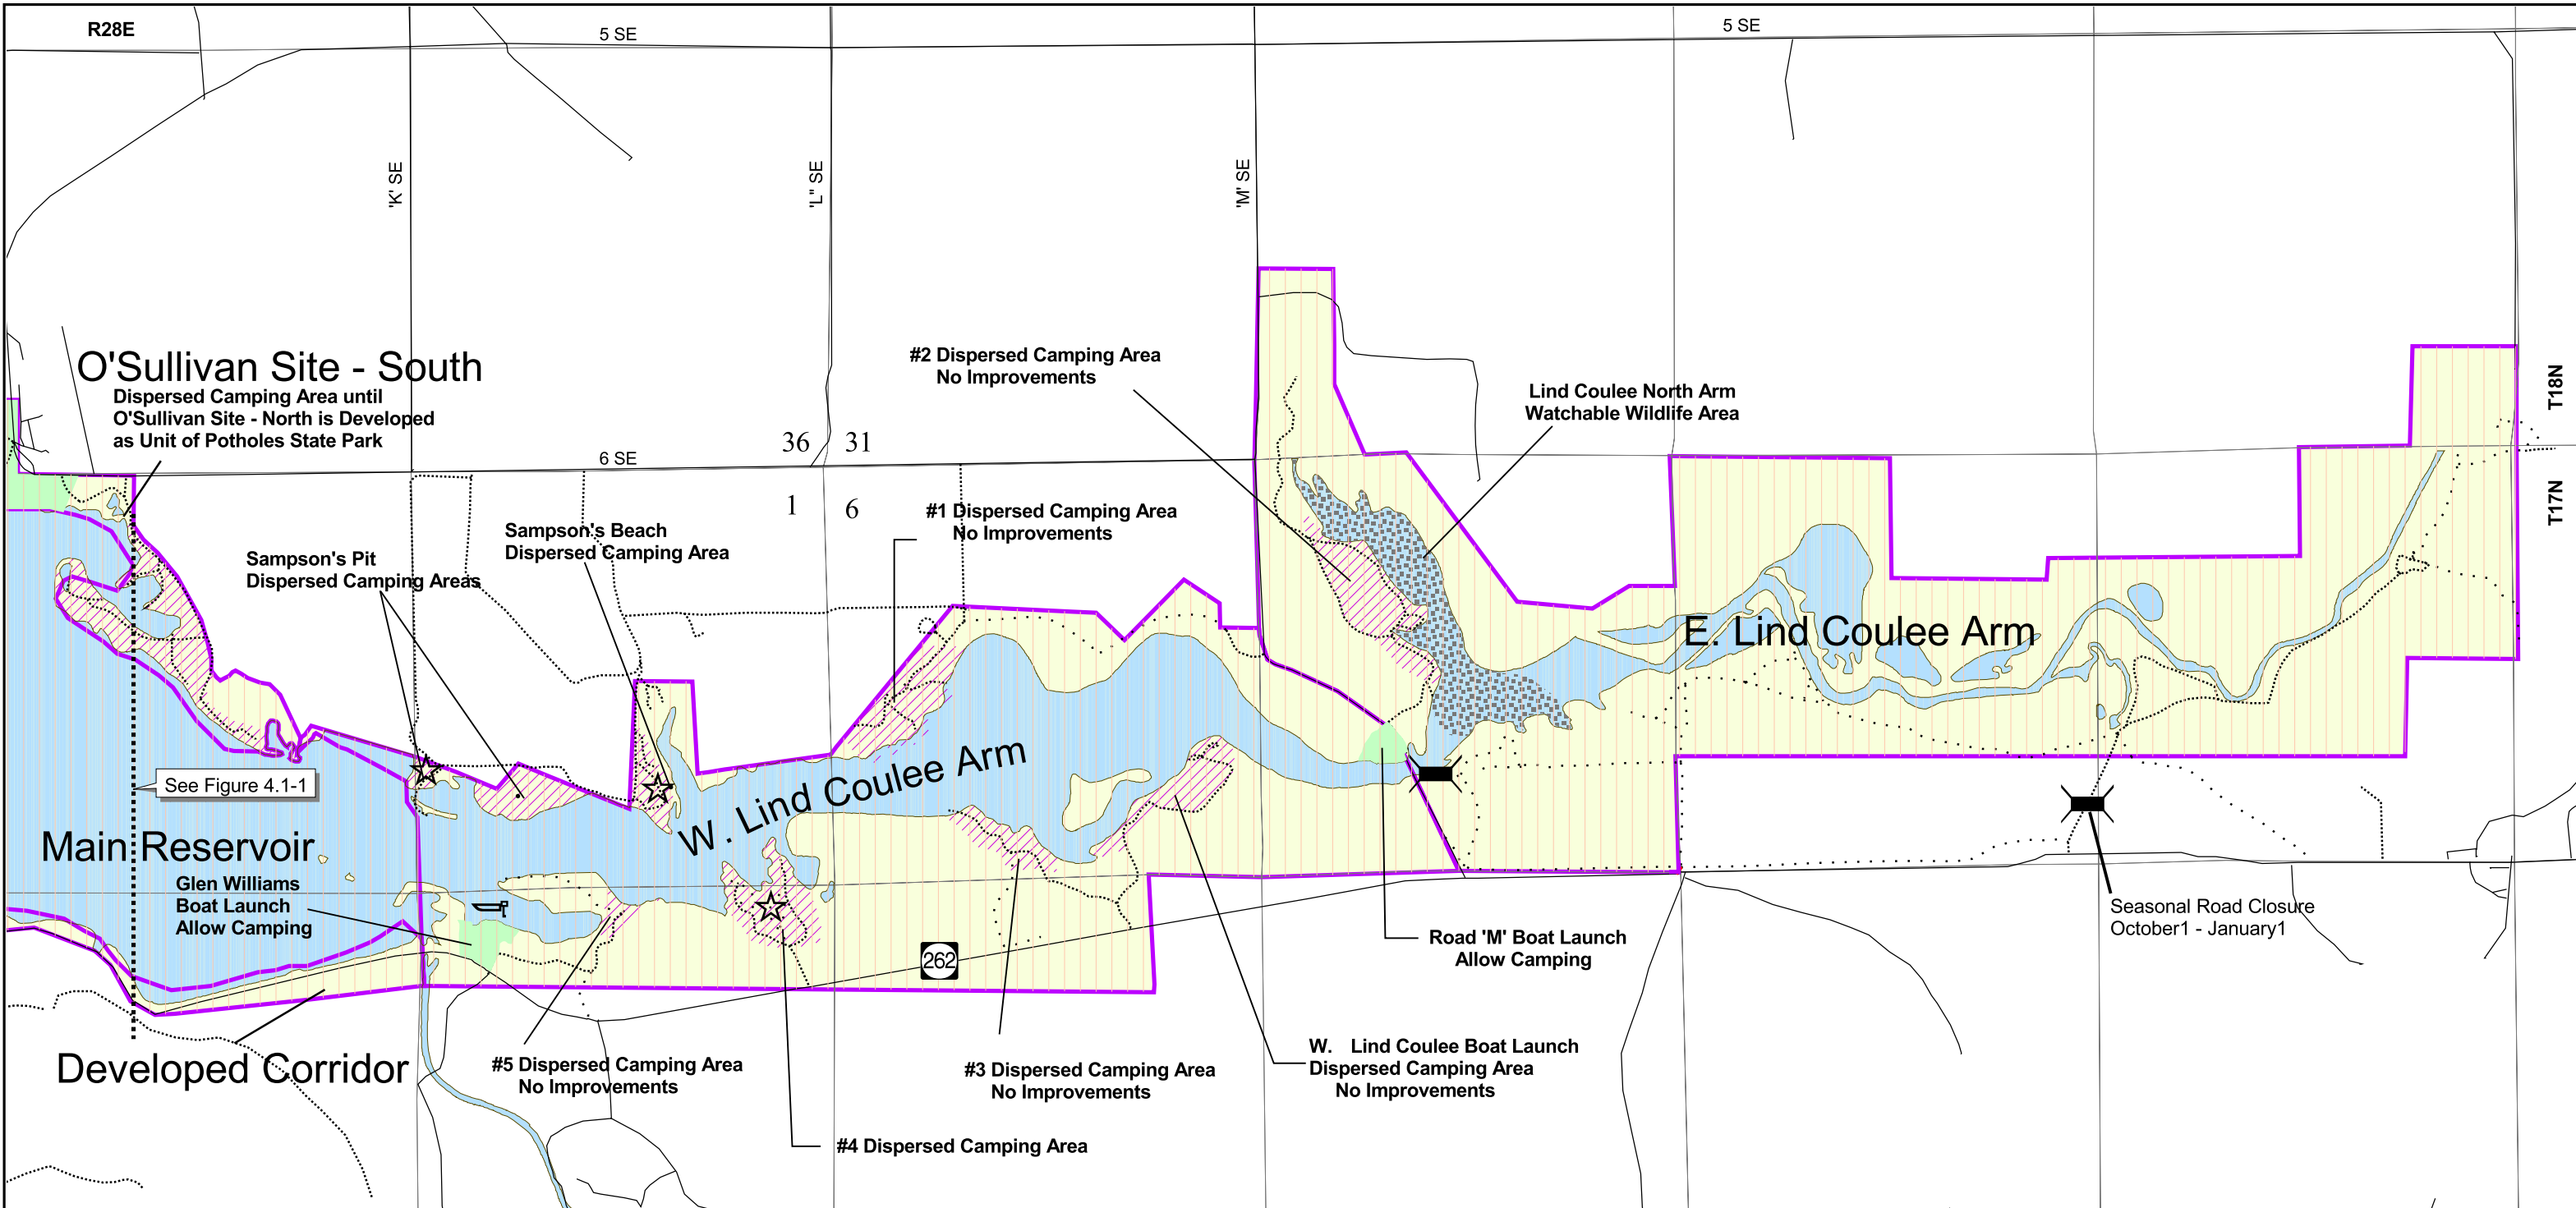 R28E
5 SE
5 SE
'K' SE
'L" SE
'M' SE
O'Sullivan Site - South
Dispersed Camping Area until
O'Sullivan Site - North is Developed
as Unit of Potholes State Park
#2 Dispersed Camping Area
No Improvements
Lind Coulee North Arm
Watchable Wildlife Area
T18N
T17N
36
31
6 SE
1
6
#1 Dispersed Camping Area
No Improvements
Sampson's Beach
Dispersed Camping Area
Sampson's Pit
Dispersed Camping Areas
E. Lind Coulee Arm
W. Lind Coulee Arm
See Figure 4.1-1
Main Reservoir
Glen Williams
Boat Launch
Allow Camping
262
Road 'M' Boat Launch
Allow Camping
Seasonal Road Closure
October1 - January1
Developed Corridor
#5 Dispersed Camping Area
No Improvements
#3 Dispersed Camping Area
No Improvements
W. Lind Coulee Boat Launch
Dispersed Camping Area
No Improvements
#4 Dispersed Camping Area